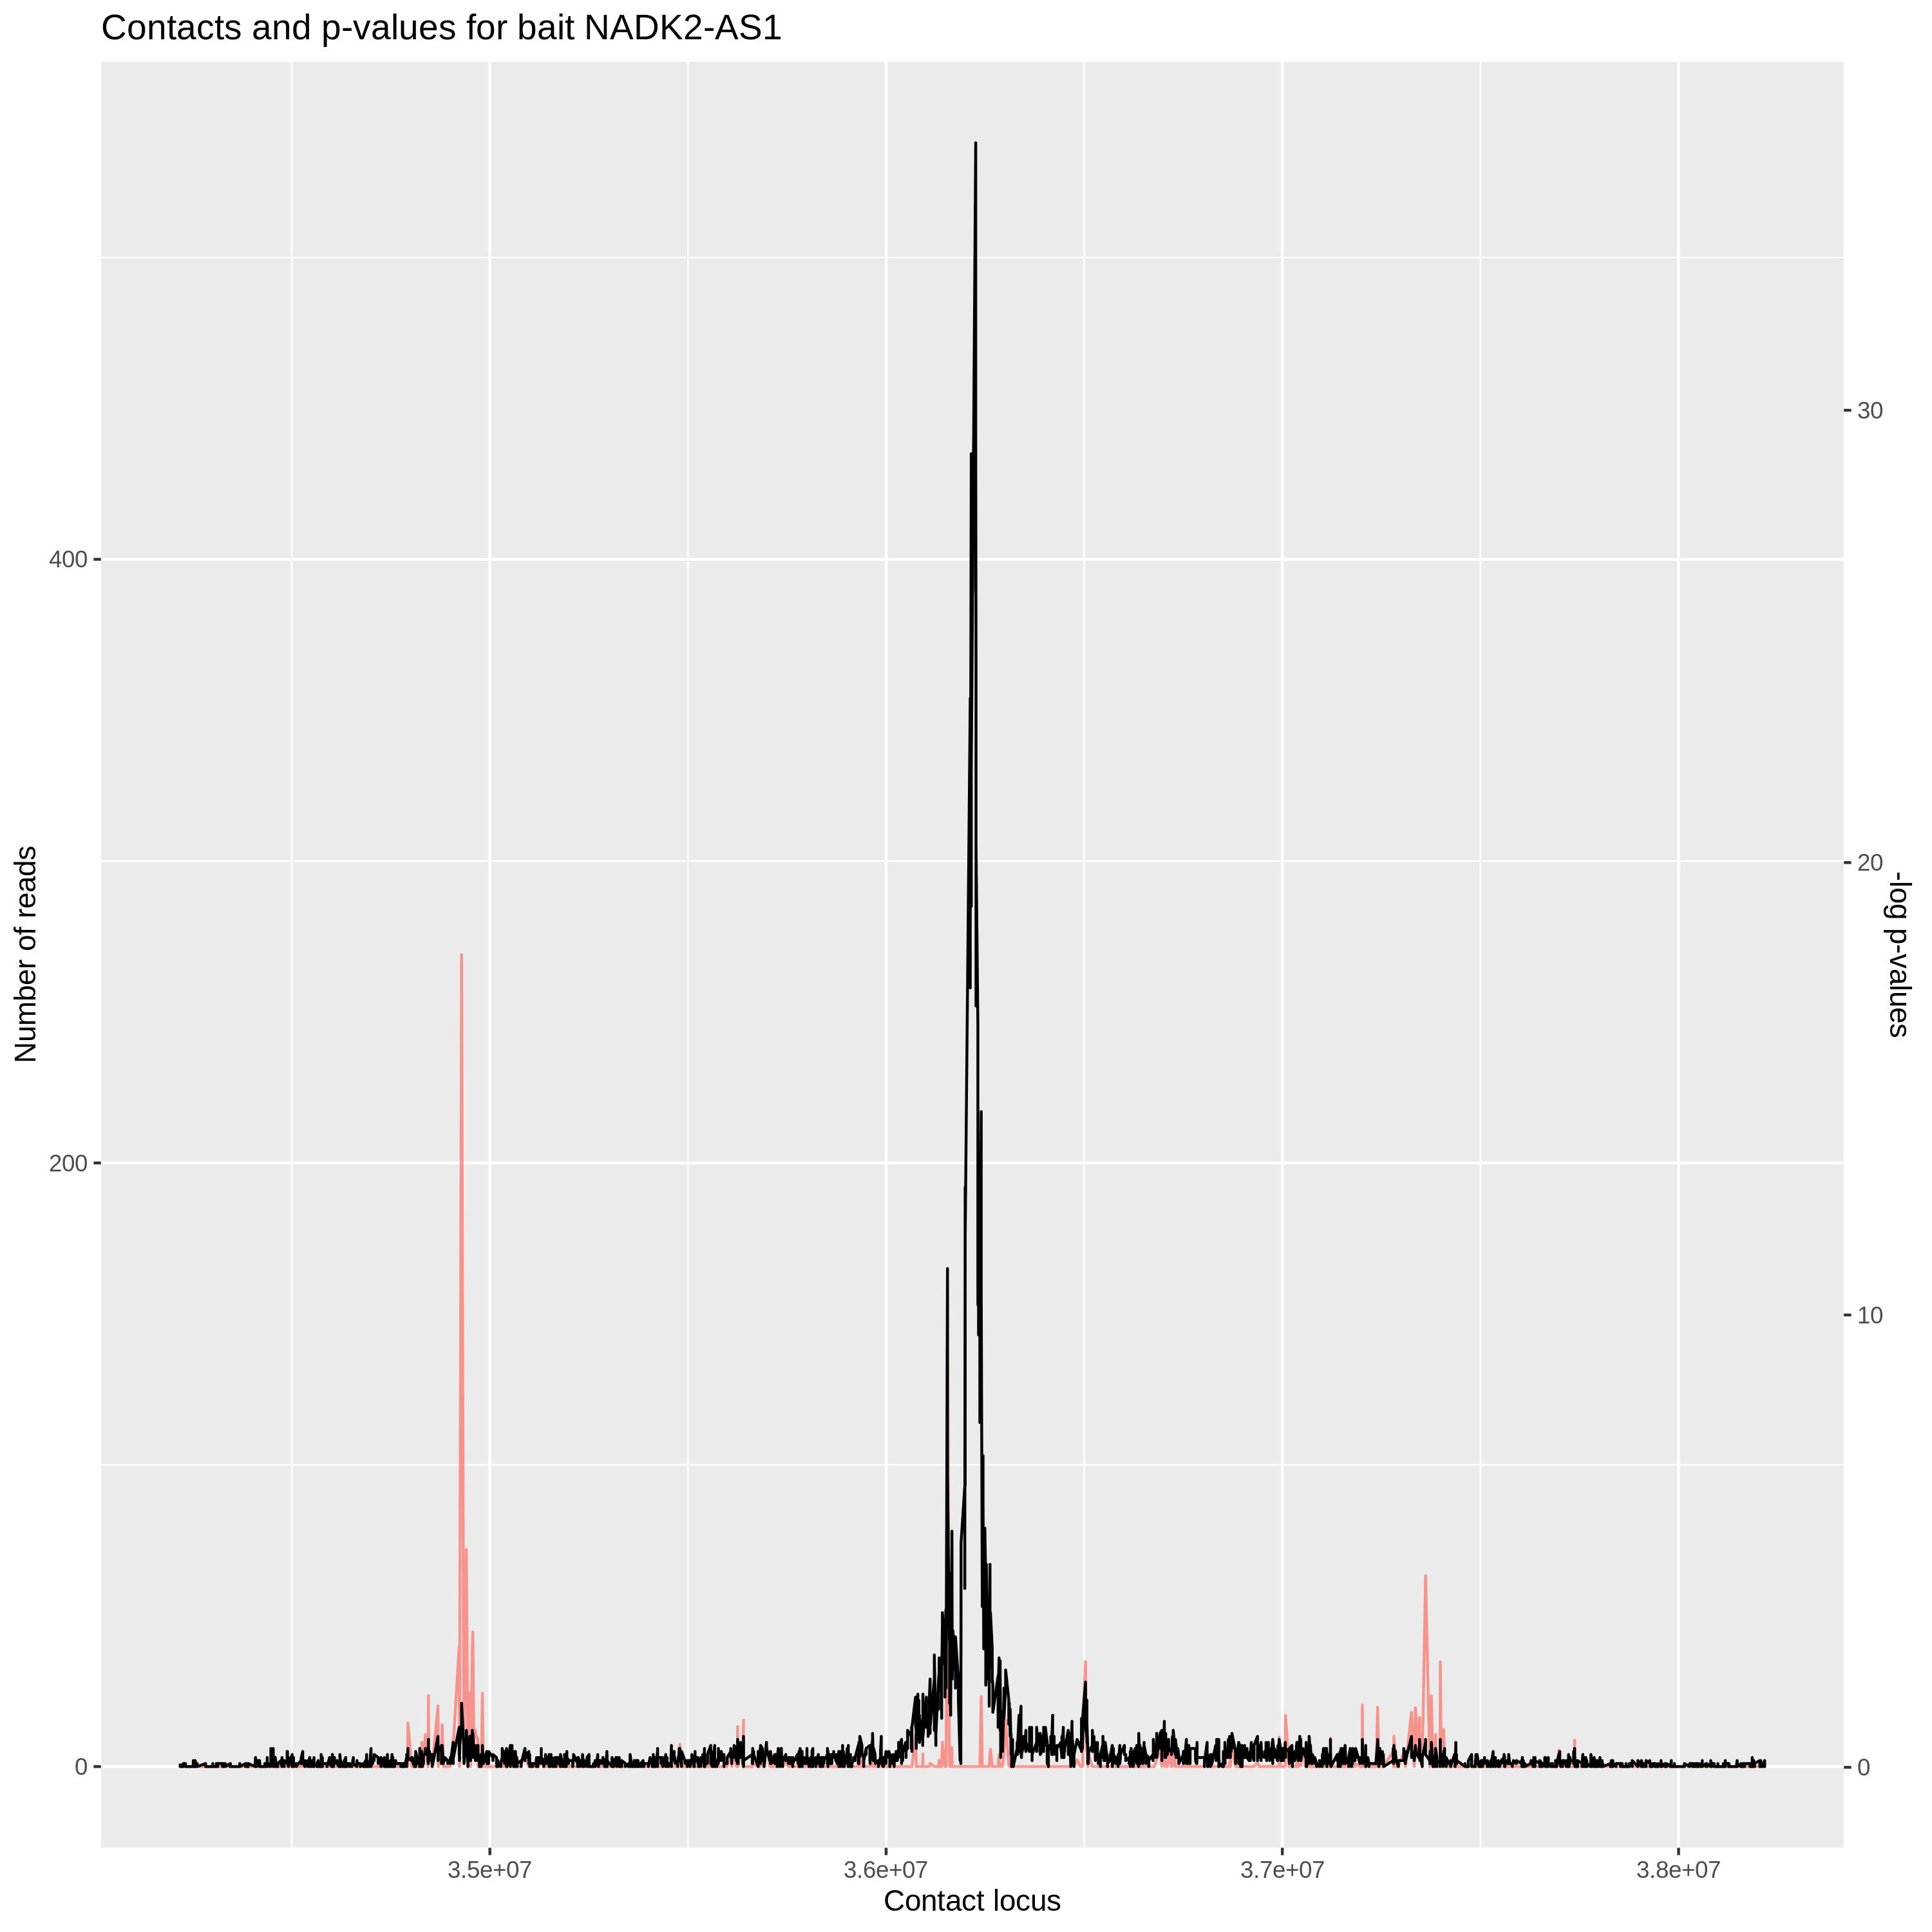 Contacts and p-values for bait NADK2-AS1
Number of reads
400
200
0
30
20
10
0
-log p-values
3.5e+07
3.6e+07
3.7e+07
3.8e+07
Contact locus